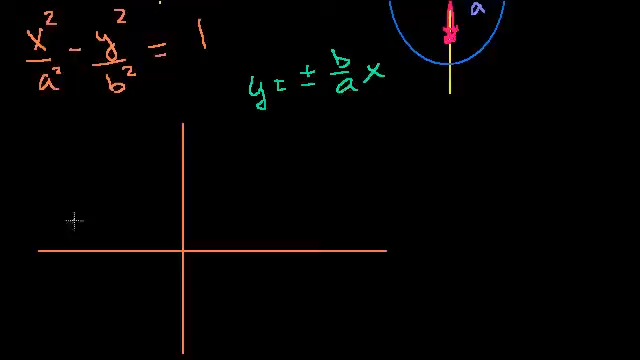 x²/a² - y²/b² = 1
y = ± b/a x
a